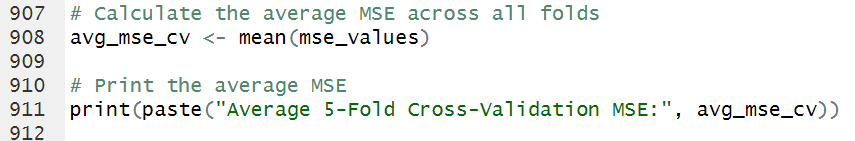 907 # Calculate the average MSE across all folds
908 avg_mse_cv <- mean(mse_values)
909
910 # Print the average MSE
911 print(paste("Average 5-Fold Cross-Validation MSE:", avg_mse_cv))
912